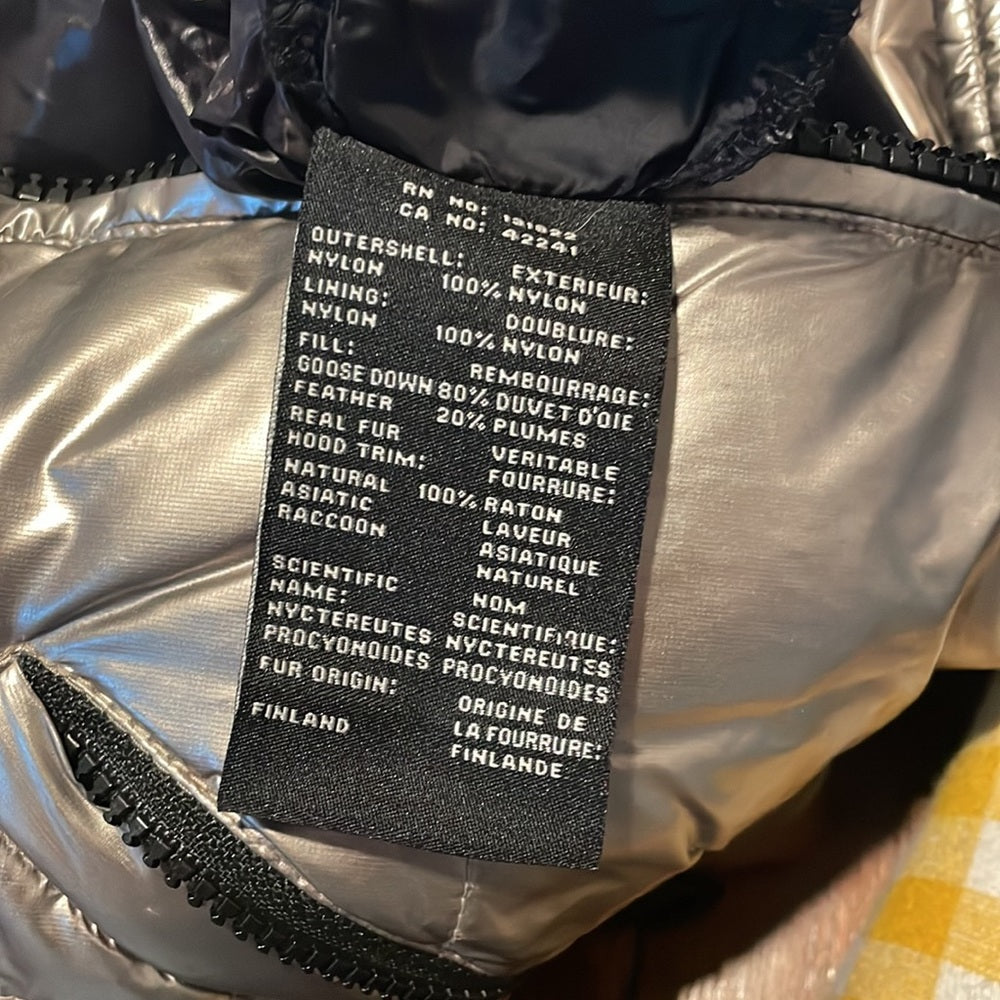 RN NO: 121822
CA NO: 42241
OUTERSHELL: EXTERIEUR:
NYLON 100% NYLON
LINING: DOUBLURE:
NYLON 100% NYLON
FILL: REMBOURRAGE:
GOOSE DOWN 80% DUVET D'OIE
FEATHER 20% PLUMES
REAL FUR VERITABLE
HOOD TRIM: FOURRURE:
NATURAL 100% RATON
ASIATIC LAVEUR
RACCOON ASIATIQUE
NATUREL
SCIENTIFIC NOM
NAME: SCIENTIFIQUE:
NYCTEREUTES NYCTEREUTES
PROCYONOIDES PROCYONOIDES
FUR ORIGIN: ORIGINE DE
LA FOURRURE:
FINLAND FINLANDE